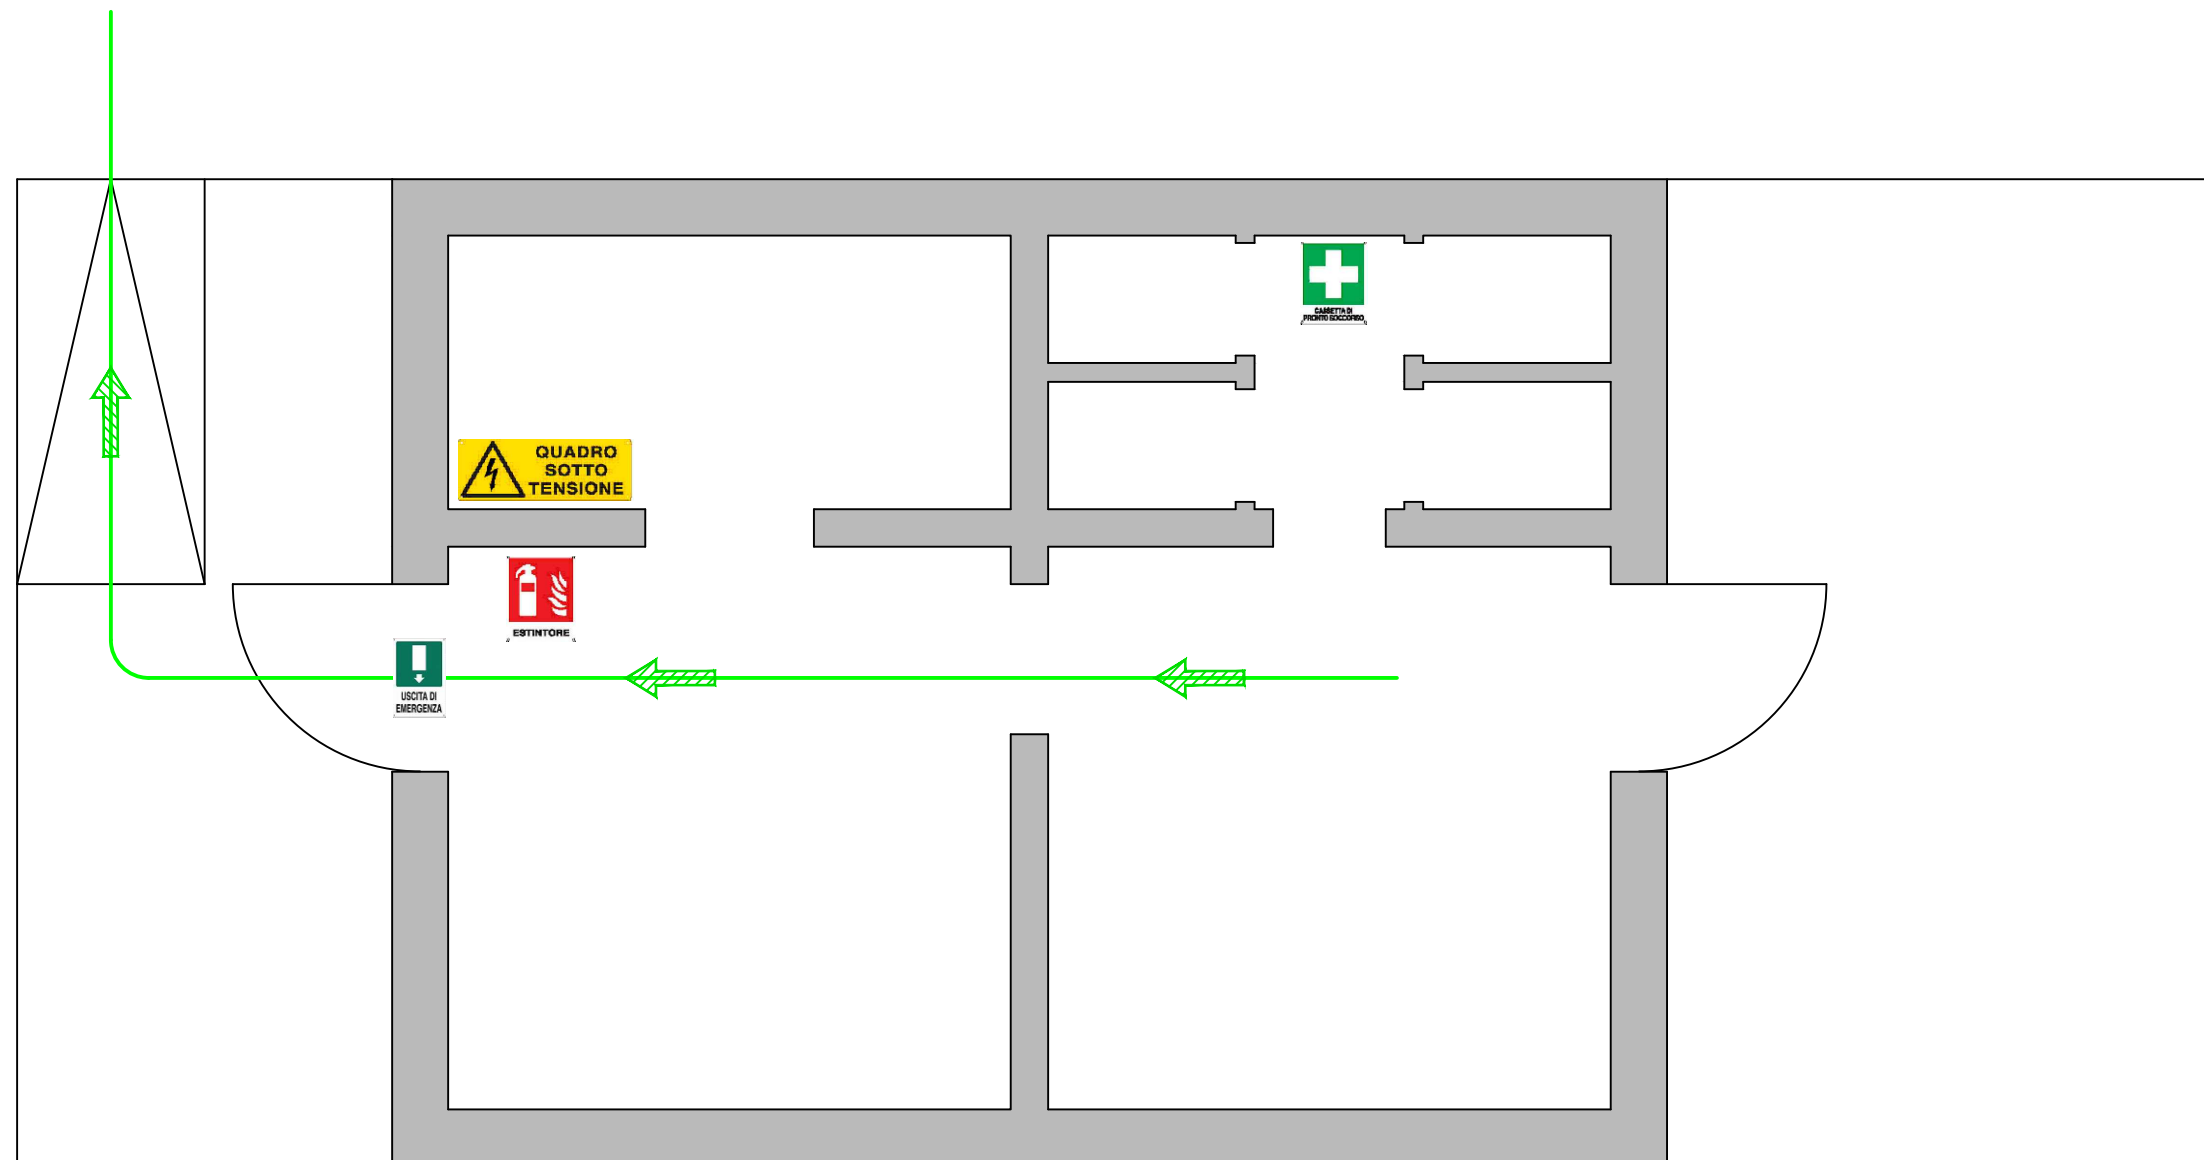 CASSETTA DI
PRONTO SOCCORSO
QUADRO
SOTTO
TENSIONE
ESTINTORE
USCITA DI
EMERGENZA